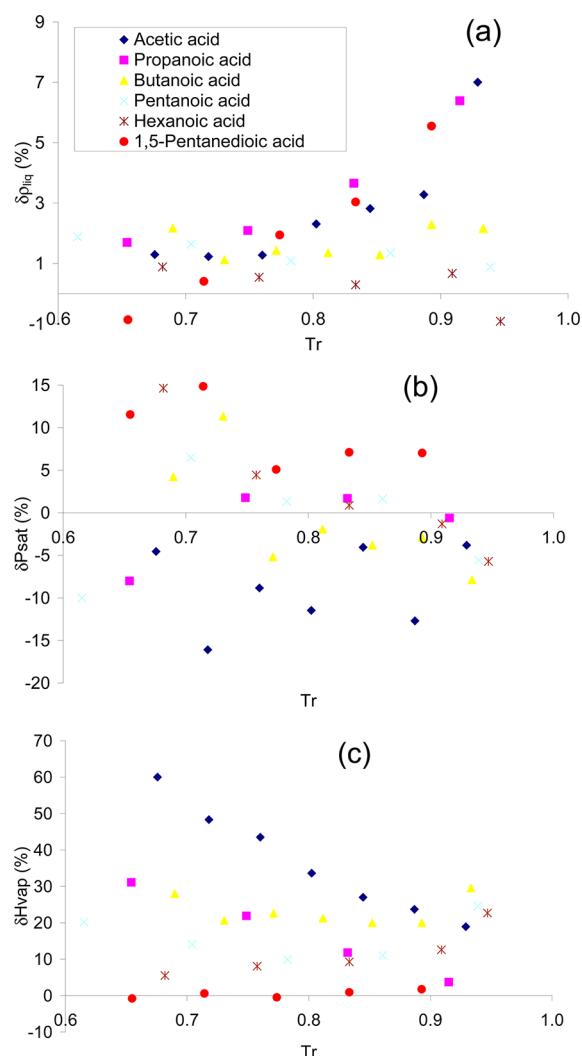 (a)
Acetic acid
Propanoic acid
Butanoic acid
Pentanoic acid
Hexanoic acid
1,5-Pentanedioic acid
δρliq (%)
9
7
5
3
1
-1
0.6 0.7 0.8 0.9 1.0
Tr
(b)
δPsat (%)
15
10
5
0
-5
-10
-15
-20
0.6 0.7 0.8 0.9 1.0
Tr
(c)
δHvap (%)
70
60
50
40
30
20
10
0
-10
0.6 0.7 0.8 0.9 1.0
Tr